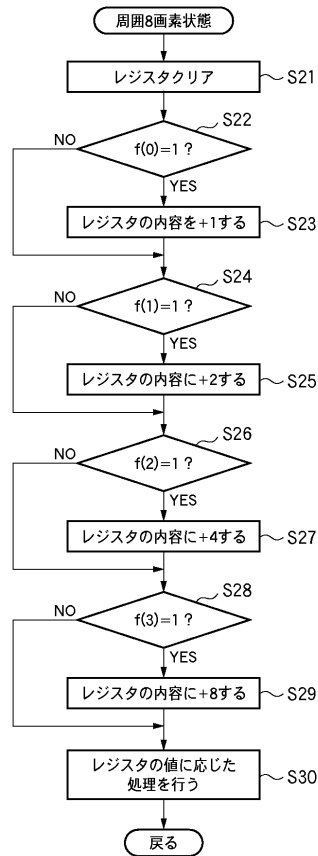 周囲8画素状態
レジスタクリア
S21
S22
NO
f(0)=1？
YES
レジスタの内容を+1する
S23
S24
NO
f(1)=1？
YES
レジスタの内容に+2する
S25
S26
NO
f(2)=1？
YES
レジスタの内容に+4する
S27
S28
NO
f(3)=1？
YES
レジスタの内容に+8する
S29
レジスタの値に応じた
処理を行う
S30
戻る